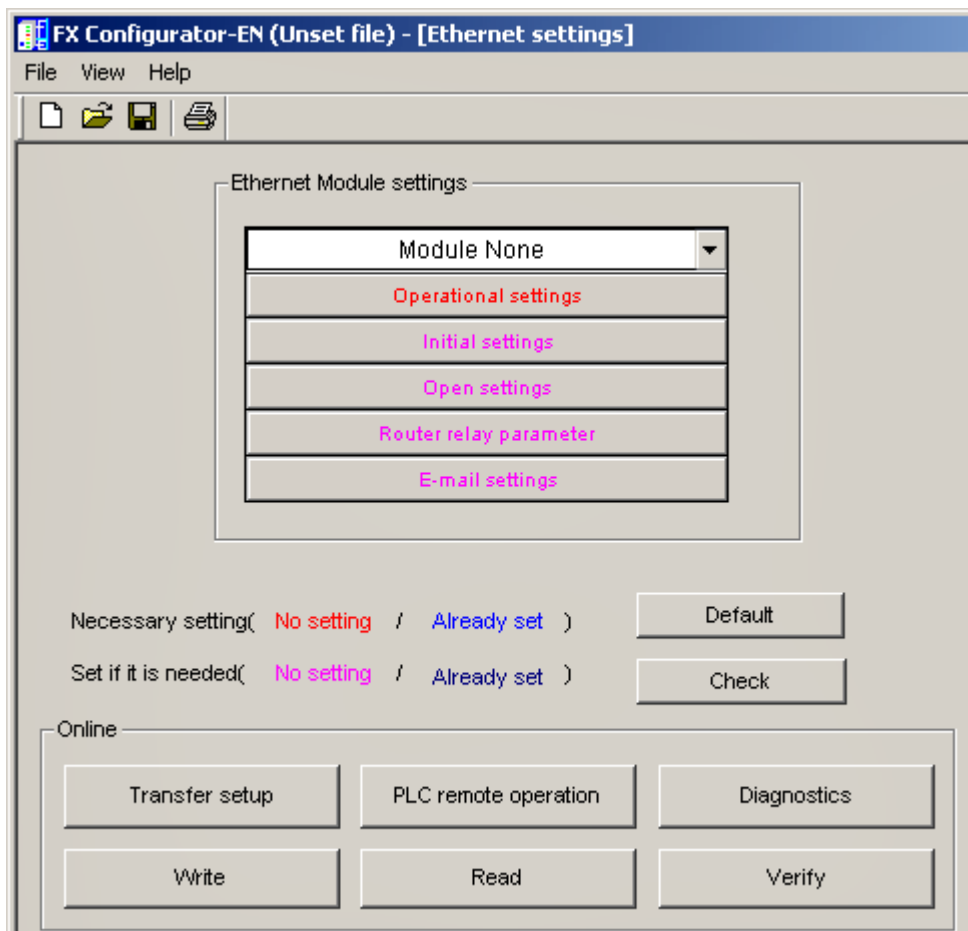 FX Configurator-EN (Unset file) - [Ethernet settings]
File View Help
Ethernet Module settings
Module None
Operational settings
Initial settings
Open settings
Router relay parameter
E-mail settings
Necessary setting( No setting / Already set )
Default
Set if it is needed( No setting / Already set )
Check
Online
Transfer setup
PLC remote operation
Diagnostics
Write
Read
Verify